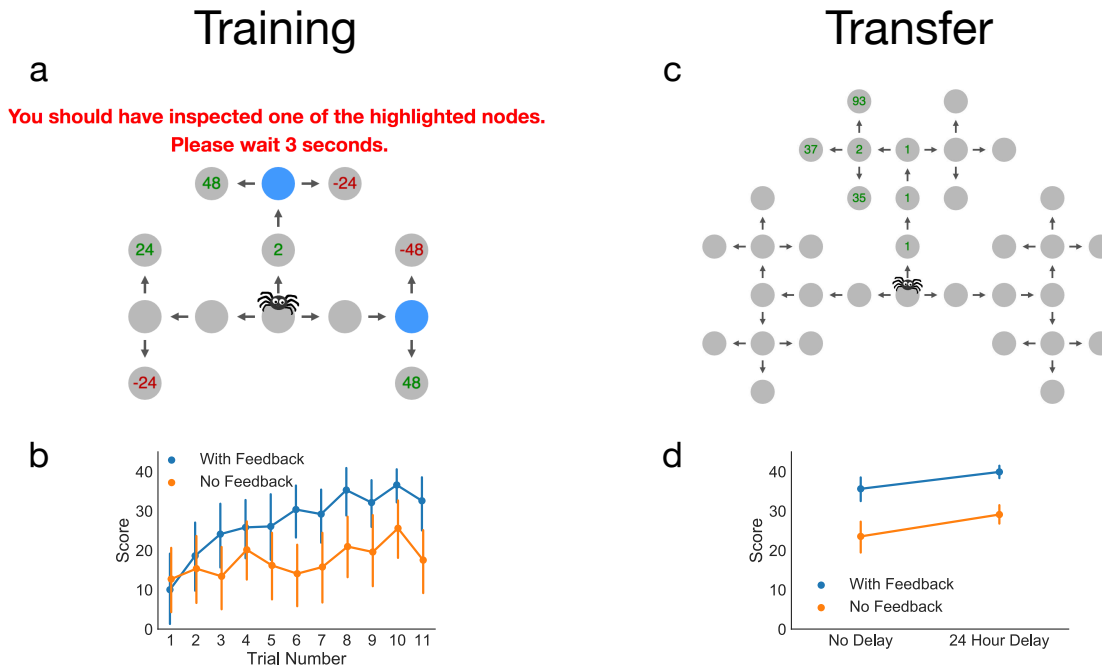 Training
a
You should have inspected one of the highlighted nodes.
Please wait 3 seconds.
48
-24
24
2
-48
-24
48
b
With Feedback
No Feedback
Score
40
30
20
10
0
1 2 3 4 5 6 7 8 9 10 11
Trial Number
Transfer
c
93
37 2 1
35 1
1
d
Score
40
30
20
10
0
With Feedback
No Feedback
No Delay 24 Hour Delay